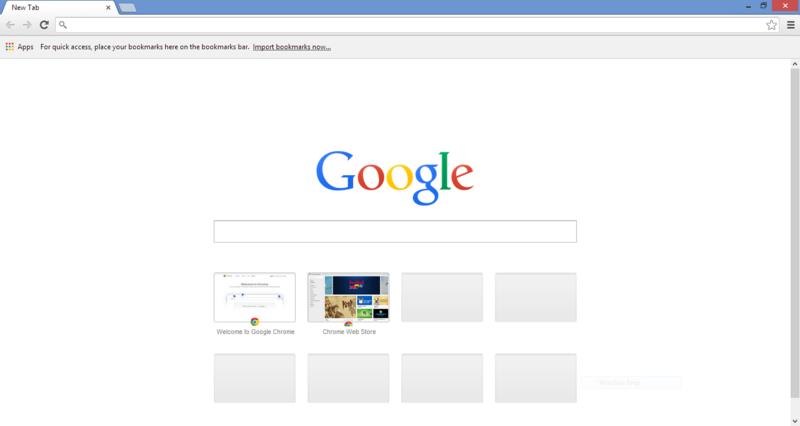 New Tab
Apps For quick access, place your bookmarks here on the bookmarks bar. Import bookmarks now...
Google
Welcome to Google Chrome
Chrome Web Store